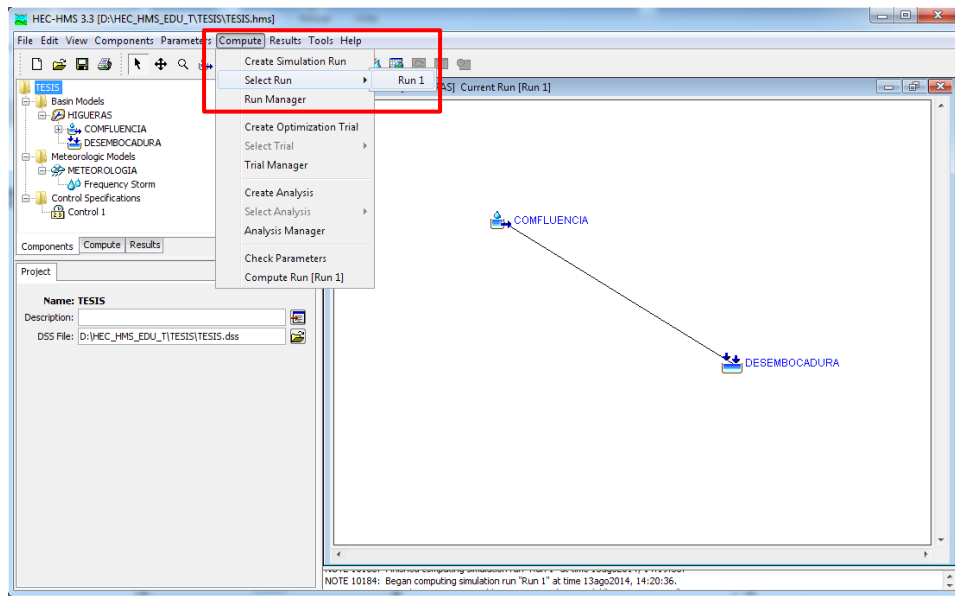 HEC-HMS 3.3 [D:\HEC_HMS_EDU_T\TESIS\TESIS.hms]
File Edit View Components Parameters Compute Results Tools Help
Create Simulation Run
Select Run
Run 1
Run Manager
Create Optimization Trial
Select Trial
Trial Manager
Create Analysis
Select Analysis
Analysis Manager
Check Parameters
Compute Run [Run 1]
AS] Current Run [Run 1]
TESIS
Basin Models
HIGUERAS
COMFLUENCIA
DESEMBOCADURA
Meteorologic Models
METEOROLOGIA
Frequency Storm
Control Specifications
Control 1
Components Compute Results
Project
Name: TESIS
Description:
DSS File: D:\HEC_HMS_EDU_T\TESIS\TESIS.dss
COMFLUENCIA
DESEMBOCADURA
NOTE 10184: Began computing simulation run "Run 1" at time 13ago2014, 14:20:36.